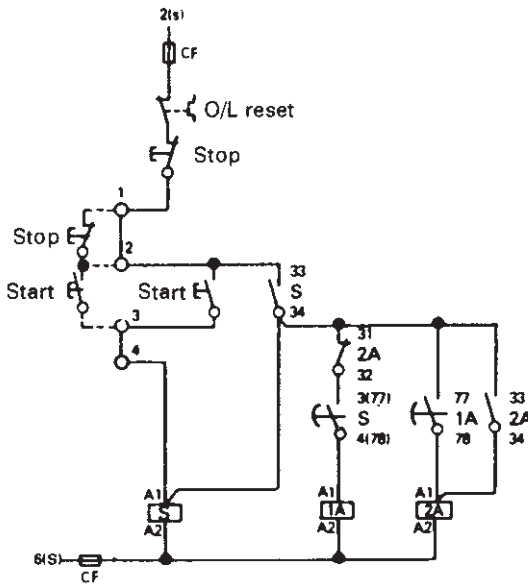 2(s)
CF
O/L reset
Stop
1
Stop
2
Start
Start
33
S
34
3
4
31
2A
32
3(77)
S
4(78)
77
1A
78
33
2A
34
A1
S
A2
A1
1A
A2
A1
2A
A2
6(S)
CF